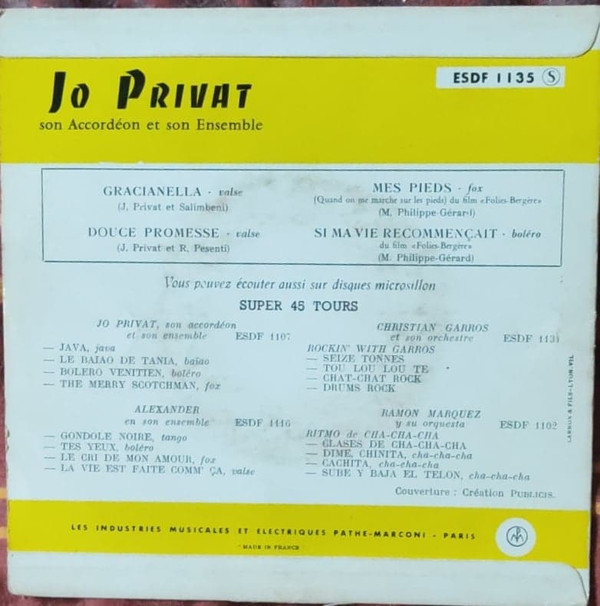 Jo Privat
ESDF 1135 S
son Accordéon et son Ensemble
GRACIANELLA - valse
(J. Privat et Salimbeni)
DOUCE PROMESSE - valse
(J. Privat et R. Pesenti)
MES PIEDS - fox
(Quand on me marche sur les pieds) du film «Folies-Bergère»
(M. Philippe-Gérard)
SI MA VIE RECOMMENÇAIT - boléro
du film «Folies-Bergère»
(M. Philippe-Gérard)
Vous pouvez écouter aussi sur disques microsillon
SUPER 45 TOURS
JO PRIVAT, son accordéon
et son ensemble ESDF 1107
— JAVA, java
— LE BAIAO DE TANIA, baïao
— BOLERO VENITIEN, boléro
— THE MERRY SCOTCHMAN, fox
CHRISTIAN GARROS
et son orchestre ESDF 1131
ROCKIN' WITH GARROS
— SEIZE TONNES
— TOU LOU LOU TE
— CHAT-CHAT ROCK
— DRUMS ROCK
ALEXANDER
en son ensemble ESDF 1116
— GONDOLE NOIRE, tango
— TES YEUX, boléro
— LE CRI DE MON AMOUR, fox
— LA VIE EST FAITE COMM' ÇA, valse
RAMON MARQUEZ
y su orquesta ESDF 1102
RITMO de CHA-CHA-CHA
— CLASES DE CHA-CHA-CHA
— DIME, CHINITA, cha-cha-cha
— CACHITA, cha-cha-cha
— SUBE Y BAJA EL TELON, cha-cha-cha
Couverture : Création PUBLICIS.
LES INDUSTRIES MUSICALES ET ELECTRIQUES PATHE-MARCONI - PARIS
"MADE IN FRANCE"